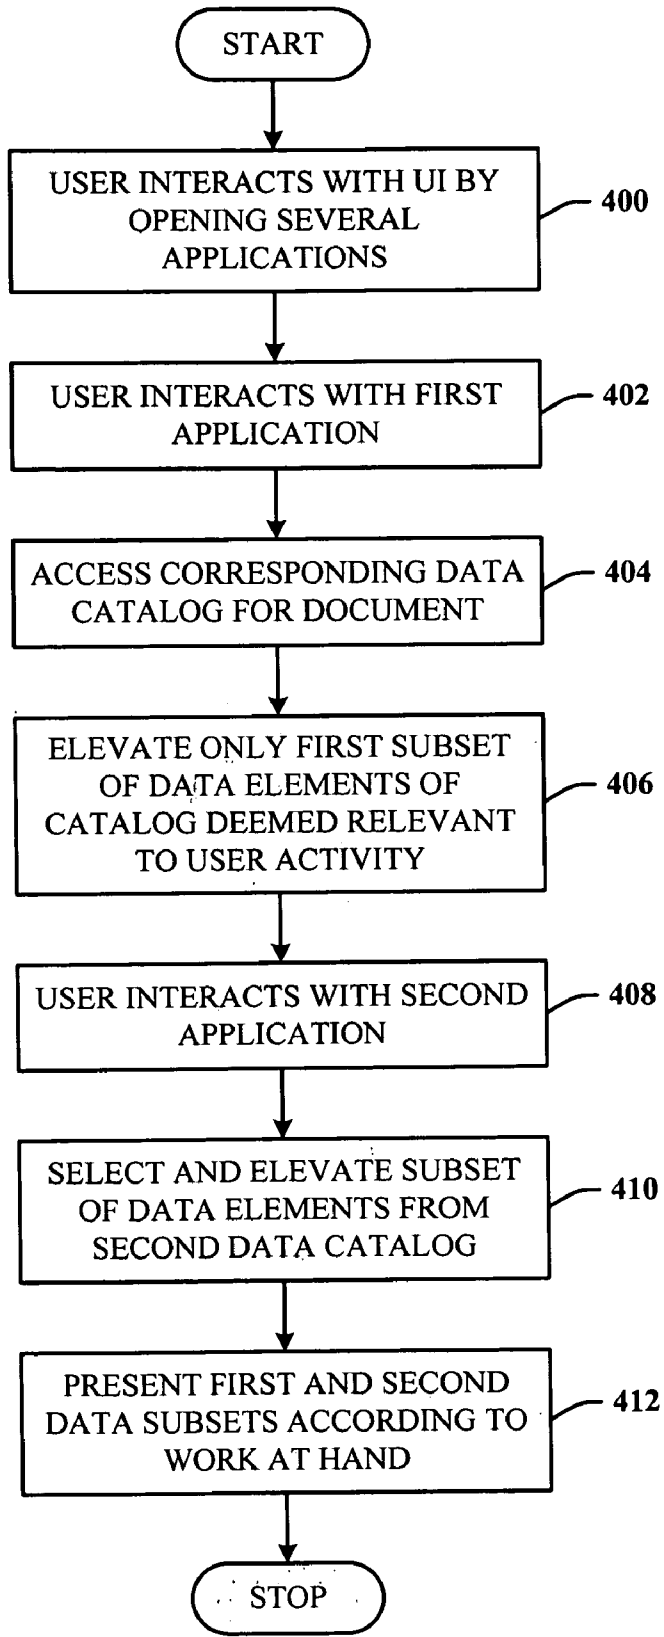 START
USER INTERACTS WITH UI BY
OPENING SEVERAL
APPLICATIONS
400
USER INTERACTS WITH FIRST
APPLICATION
402
ACCESS CORRESPONDING DATA
CATALOG FOR DOCUMENT
404
ELEVATE ONLY FIRST SUBSET
OF DATA ELEMENTS OF
CATALOG DEEMED RELEVANT
TO USER ACTIVITY
406
USER INTERACTS WITH SECOND
APPLICATION
408
SELECT AND ELEVATE SUBSET
OF DATA ELEMENTS FROM
SECOND DATA CATALOG
410
PRESENT FIRST AND SECOND
DATA SUBSETS ACCORDING TO
WORK AT HAND
412
STOP